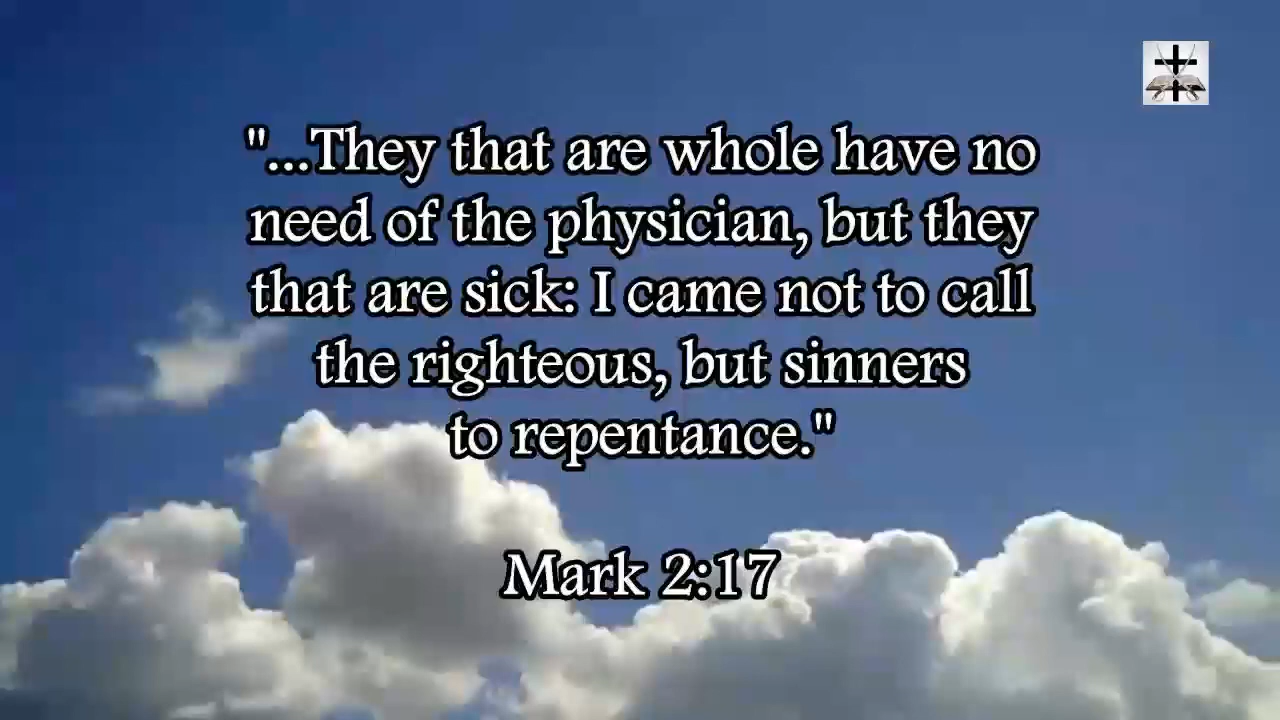 "...They that are whole have no
need of the physician, but they
that are sick: I came not to call
the righteous, but sinners
to repentance."
Mark 2:17